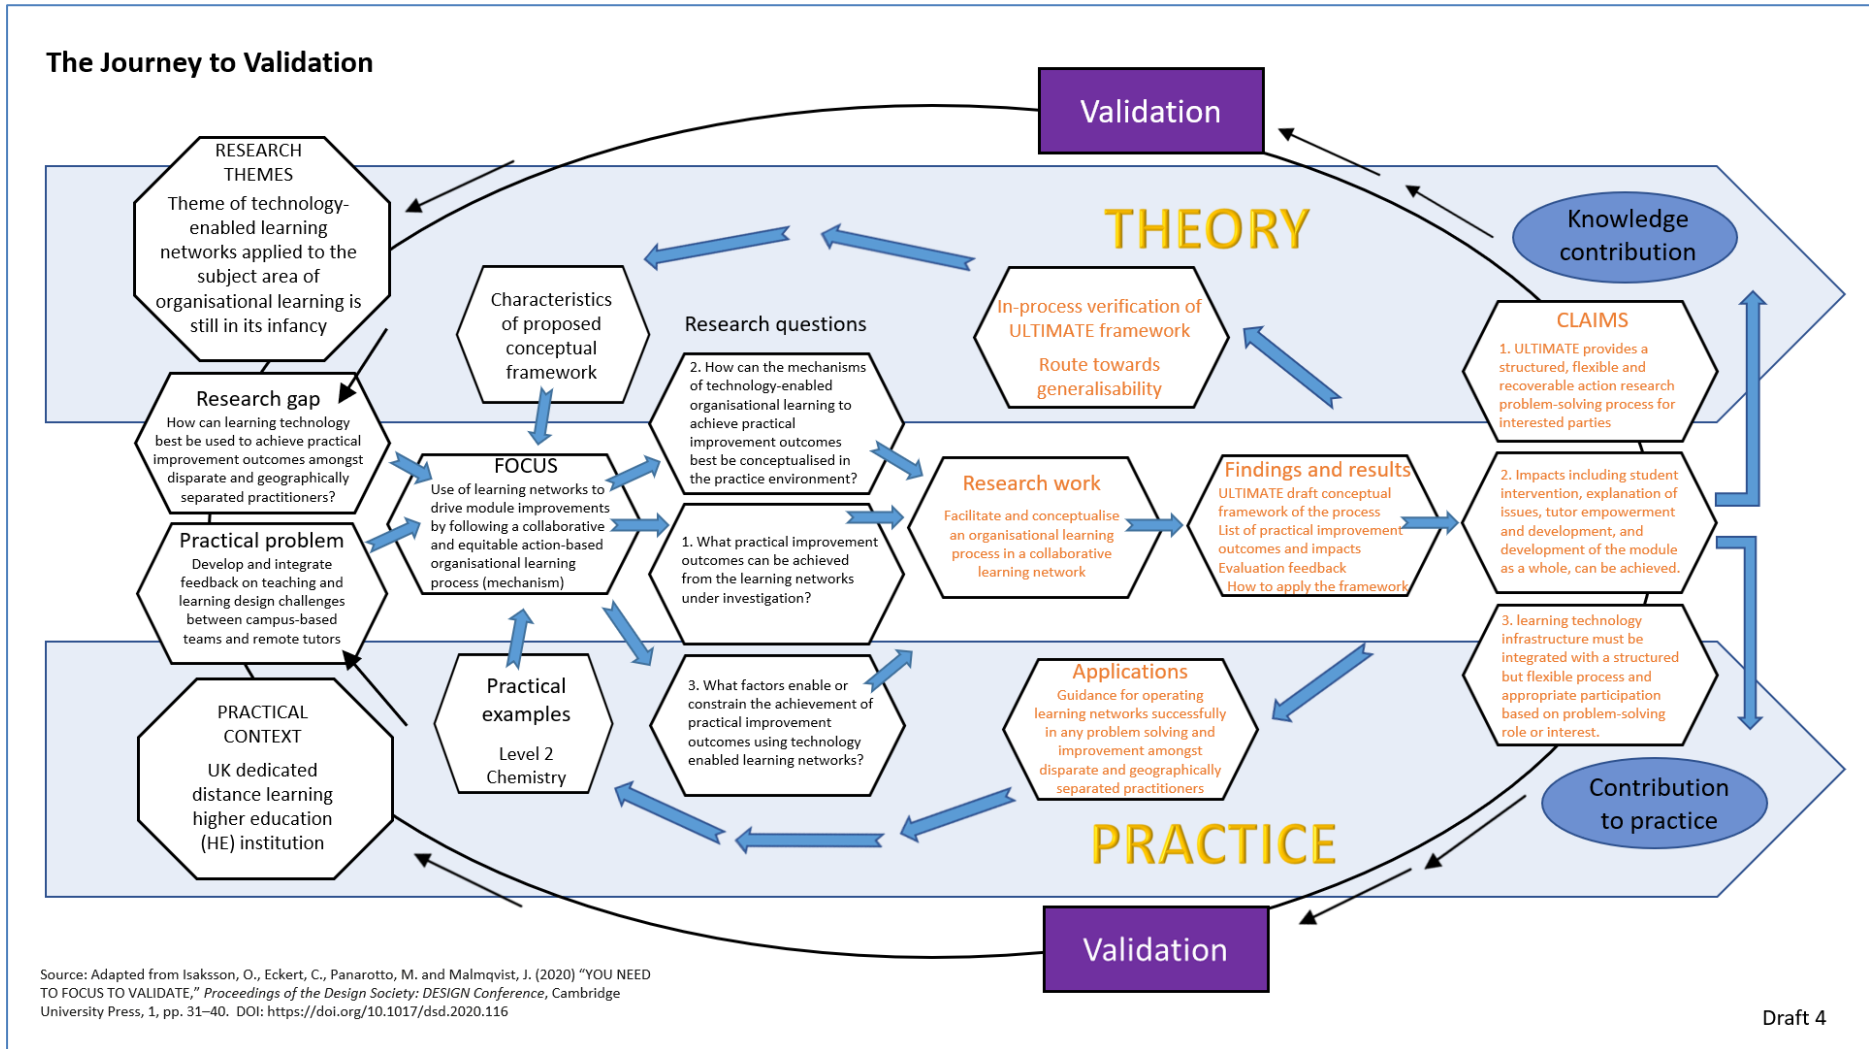 The Journey to Validation
Validation
RESEARCH
THEMES
Theme of technology-
enabled learning
networks applied to the
subject area of
organisational learning is
still in its infancy
THEORY
Knowledge
contribution
Characteristics
of proposed
conceptual
framework
Research questions
In-process verification of
ULTIMATE framework
Route towards
generalisability
CLAIMS
1. ULTIMATE provides a
structured, flexible and
recoverable action research
problem-solving process for
interested parties
Research gap
How can learning technology
best be used to achieve practical
improvement outcomes amongst
disparate and geographically
separated practitioners?
2. How can the mechanisms
of technology-enabled
organisational learning to
achieve practical
improvement outcomes
best be conceptualised in
the practice environment?
FOCUS
Use of learning networks to
drive module improvements
by following a collaborative
and equitable action-based
organisational learning
process (mechanism)
Research work
Facilitate and conceptualise
an organisational learning
process in a collaborative
learning network
Findings and results
ULTIMATE draft conceptual
framework of the process
List of practical improvement
outcomes and impacts
Evaluation feedback
How to apply the framework
2. Impacts including student
intervention, explanation of
issues, tutor empowerment
and development, and
development of the module
as a whole, can be achieved.
Practical problem
Develop and integrate
feedback on teaching and
learning design challenges
between campus-based
teams and remote tutors
1. What practical improvement
outcomes can be achieved
from the learning networks
under investigation?
3. learning technology
infrastructure must be
integrated with a structured
but flexible process and
appropriate participation
based on problem-solving
role or interest.
PRACTICAL
CONTEXT
UK dedicated
distance learning
higher education
(HE) institution
Practical
examples
Level 2
Chemistry
3. What factors enable or
constrain the achievement of
practical improvement
outcomes using technology
enabled learning networks?
Applications
Guidance for operating
learning networks successfully
in any problem solving and
improvement amongst
disparate and geographically
separated practitioners
PRACTICE
Contribution
to practice
Validation
Source: Adapted from Isaksson, O., Eckert, C., Panarotto, M. and Malmqvist, J. (2020) “YOU NEED
TO FOCUS TO VALIDATE,” Proceedings of the Design Society: DESIGN Conference, Cambridge
University Press, 1, pp. 31–40. DOI: https://doi.org/10.1017/dsd.2020.116
Draft 4